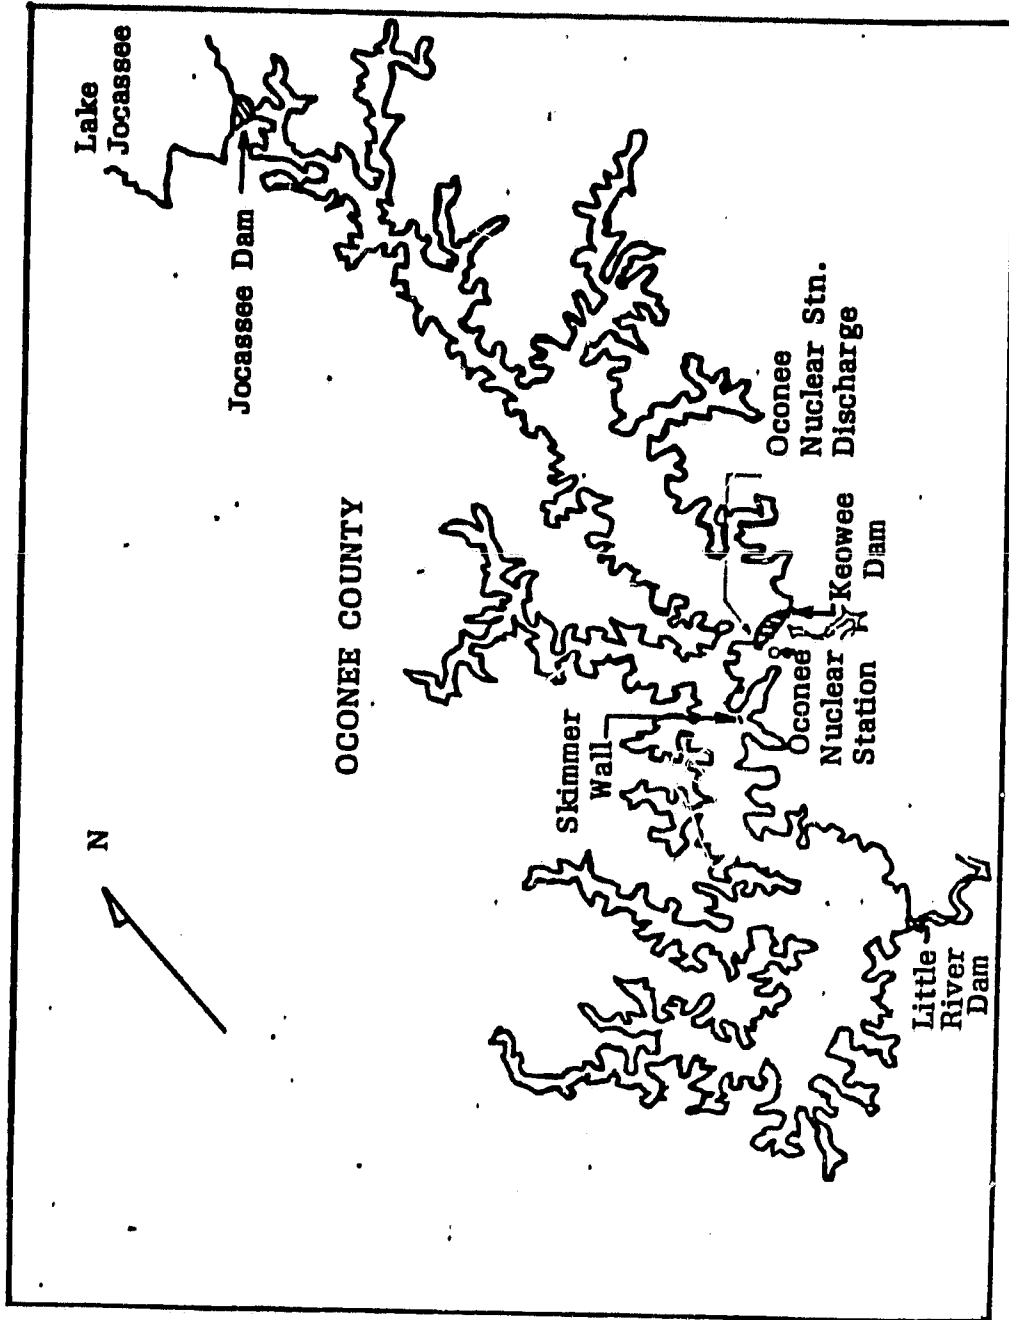 Lake
Jocassee
Jocassee Dam
OCONEE COUNTY
N
Skimmer
Wall
Oconee
Nuclear Stn.
Discharge
Keowee
Dam
Oconee
Nuclear
Station
Little
River
Dam